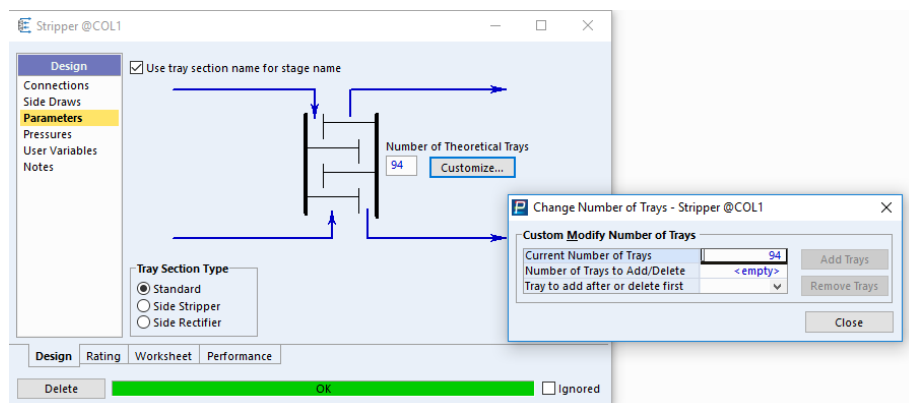 Stripper @COL1
Design
Connections
Side Draws
Parameters
Pressures
User Variables
Notes
Use tray section name for stage name
Number of Theoretical Trays
94
Customize...
Tray Section Type
Standard
Side Stripper
Side Rectifier
Design Rating Worksheet Performance
Delete OK Ignored
Change Number of Trays - Stripper @COL1
Custom Modify Number of Trays
Current Number of Trays 94
Number of Trays to Add/Delete <empty>
Tray to add after or delete first
Add Trays
Remove Trays
Close